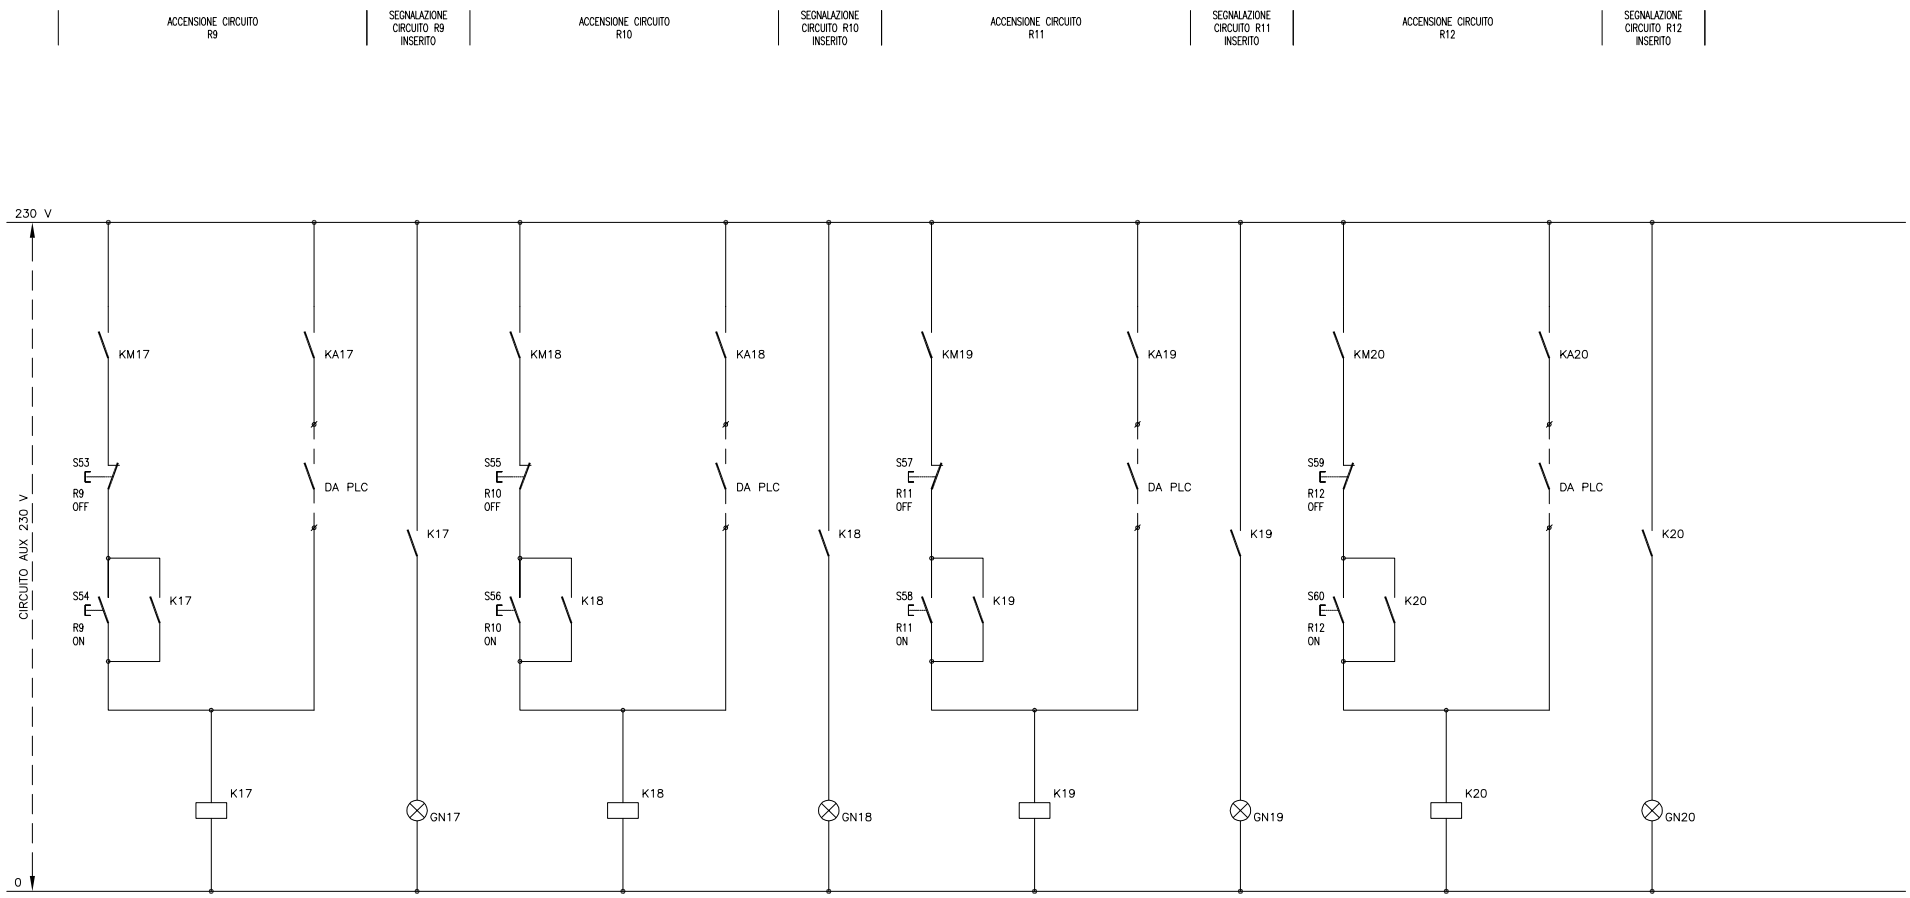 ACCENSIONE CIRCUITO
R9
SEGNALAZIONE
CIRCUITO R9
INSERITO
ACCENSIONE CIRCUITO
R10
SEGNALAZIONE
CIRCUITO R10
INSERITO
ACCENSIONE CIRCUITO
R11
SEGNALAZIONE
CIRCUITO R11
INSERITO
ACCENSIONE CIRCUITO
R12
SEGNALAZIONE
CIRCUITO R12
INSERITO
230 V
CIRCUITO AUX 230 V
0
KM17
KA17
S53
R9
OFF
DA PLC
K17
S54
R9
ON
K17
K17
GN17
KM18
KA18
S55
R10
OFF
DA PLC
K18
S56
R10
ON
K18
K18
GN18
KM19
KA19
S57
R11
OFF
DA PLC
K19
S58
R11
ON
K19
K19
GN19
KM20
KA20
S59
R12
OFF
DA PLC
K20
S60
R12
ON
K20
K20
GN20